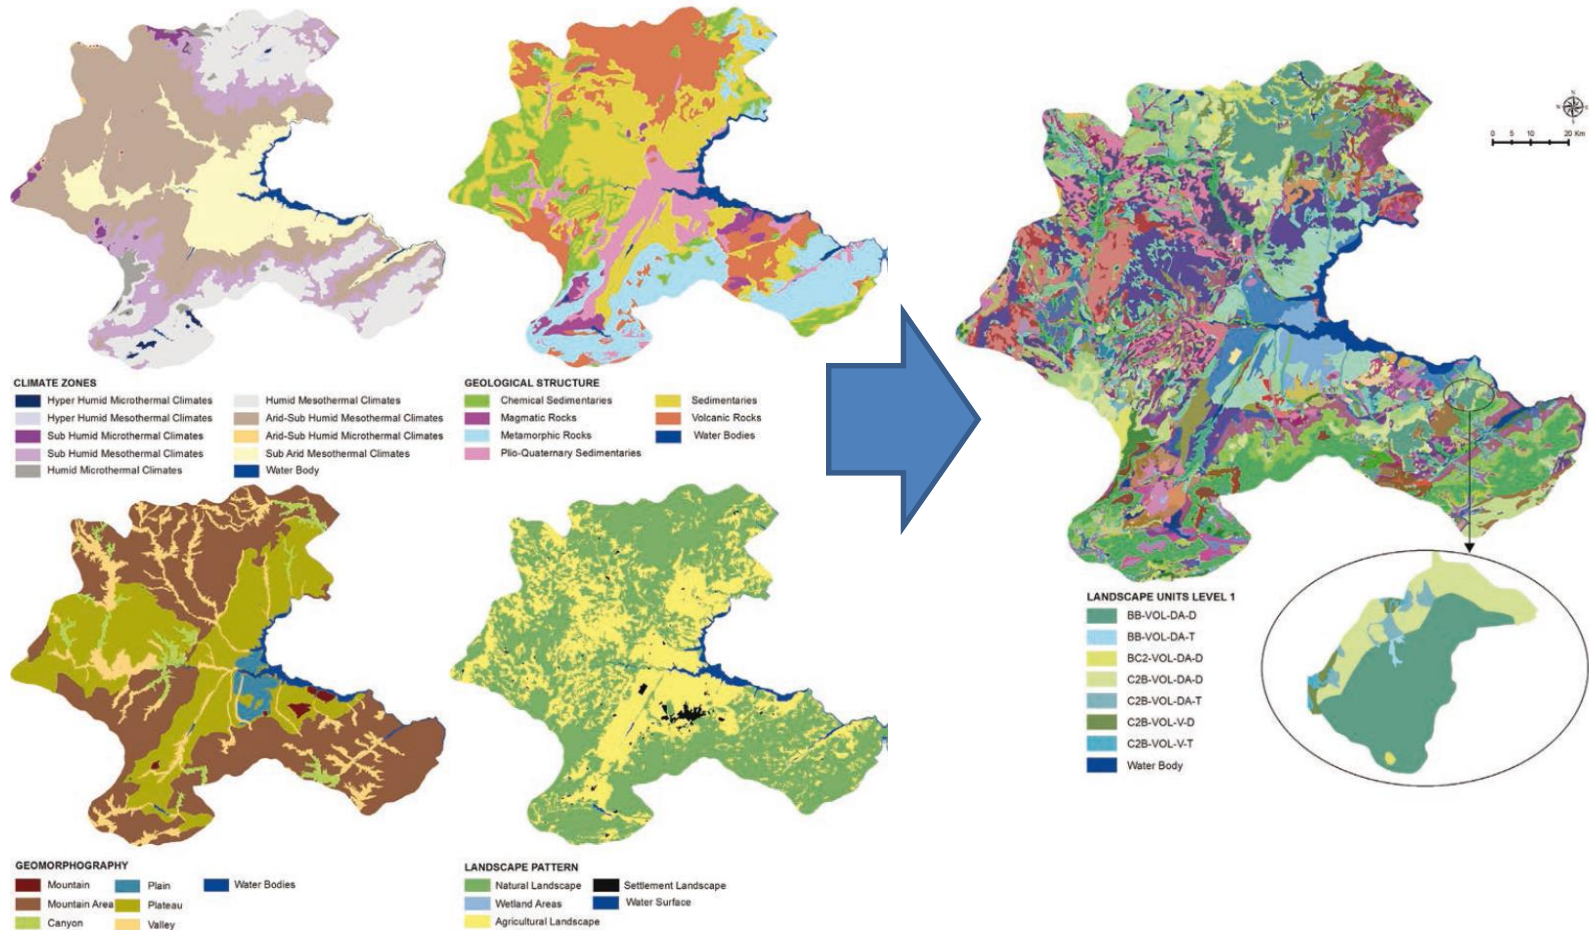 CLIMATE ZONES
Hyper Humid Microthermal Climates
Hyper Humid Mesothermal Climates
Sub Humid Microthermal Climates
Sub Humid Mesothermal Climates
Humid Microthermal Climates
Humid Mesothermal Climates
Arid-Sub Humid Mesothermal Climates
Arid-Sub Humid Microthermal Climates
Sub Arid Mesothermal Climates
Water Body
GEOLOGICAL STRUCTURE
Chemical Sedimentaries
Magmatic Rocks
Metamorphic Rocks
Plio-Quaternary Sedimentaries
Sedimentaries
Volcanic Rocks
Water Bodies
GEOMORPHOGRAPHY
Mountain
Mountain Area
Canyon
Plain
Plateau
Valley
Water Bodies
LANDSCAPE PATTERN
Natural Landscape
Wetland Areas
Agricultural Landscape
Settlement Landscape
Water Surface
N
S
0 5 10 20 Km
LANDSCAPE UNITS LEVEL 1
BB-VOL-DA-D
BB-VOL-DA-T
BC2-VOL-DA-D
C2B-VOL-DA-D
C2B-VOL-DA-T
C2B-VOL-V-D
C2B-VOL-V-T
Water Body